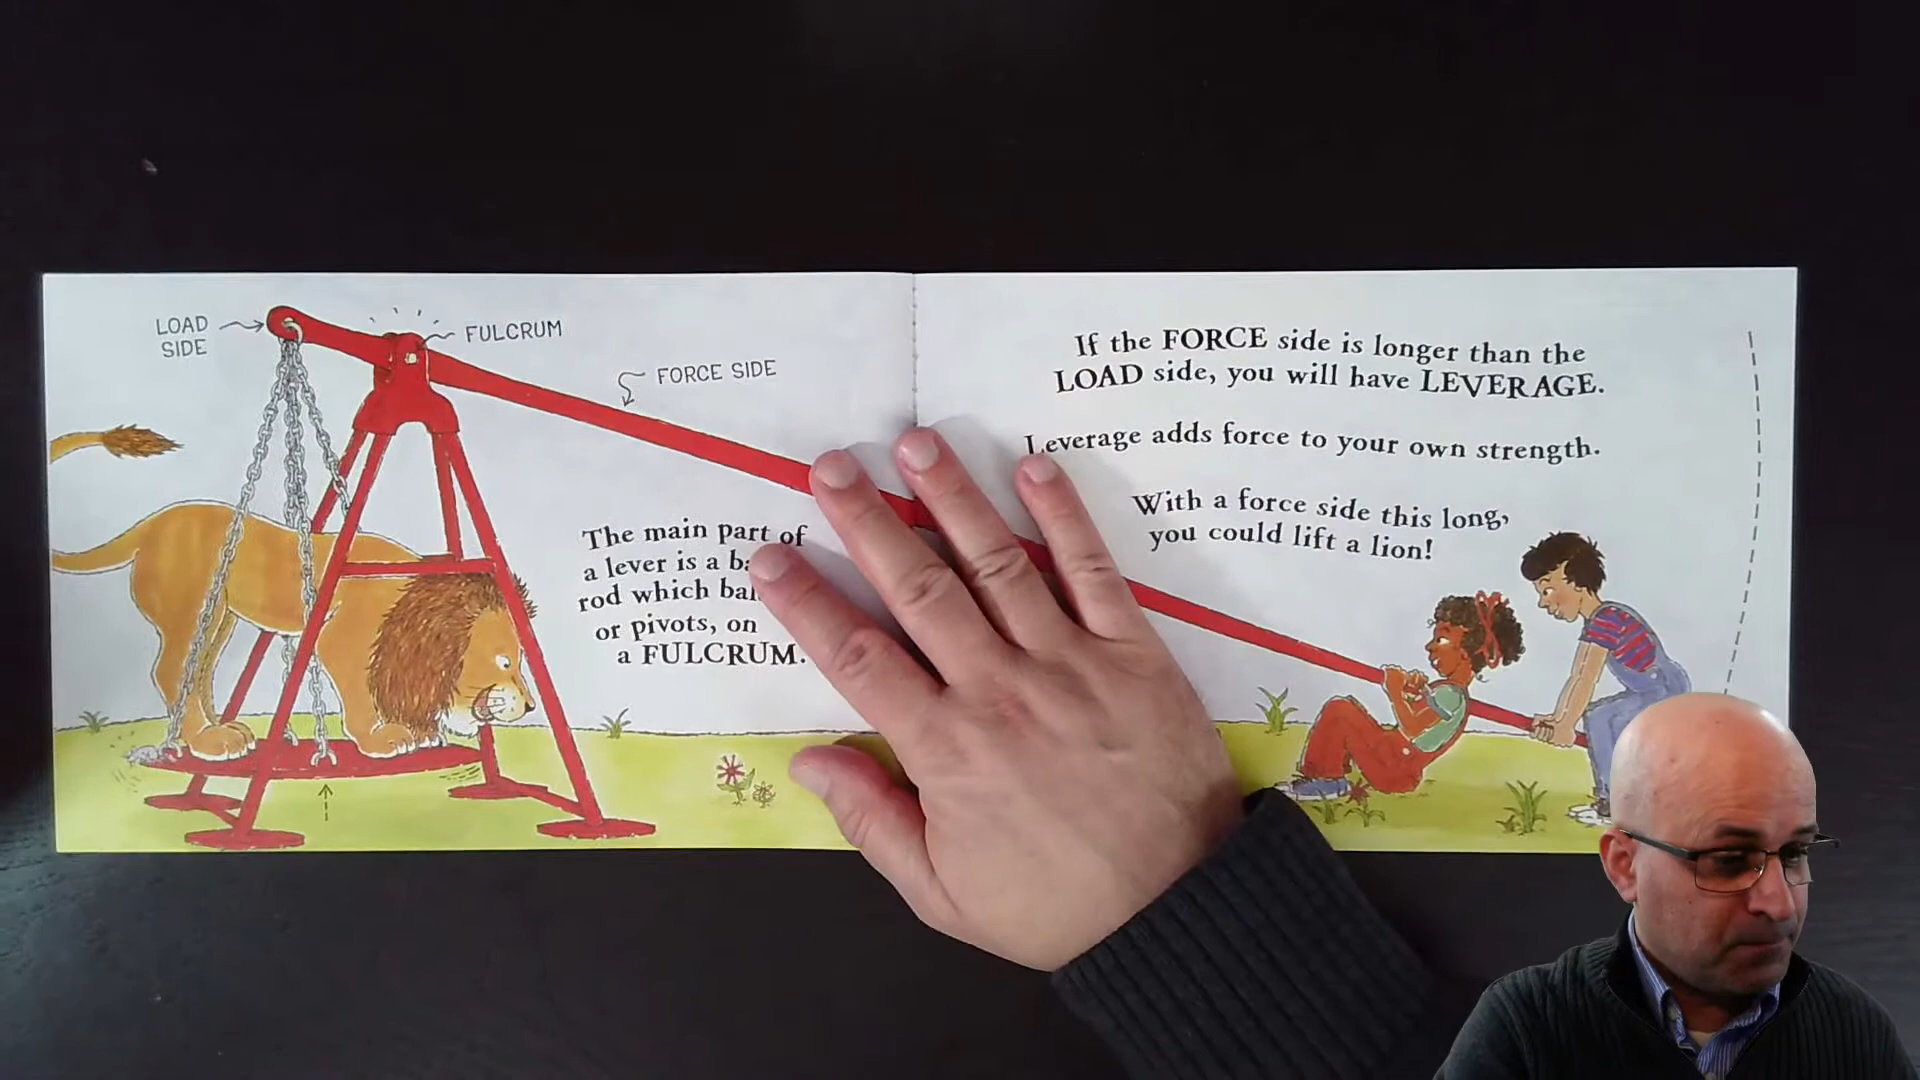 LOAD
SIDE
FULCRUM
FORCE SIDE
The main part of
a lever is a
rod which
or pivots, on
a FULCRUM.
If the FORCE side is longer than the
LOAD side, you will have LEVERAGE.
Leverage adds force to your own strength.
With a force side this long,
you could lift a lion!